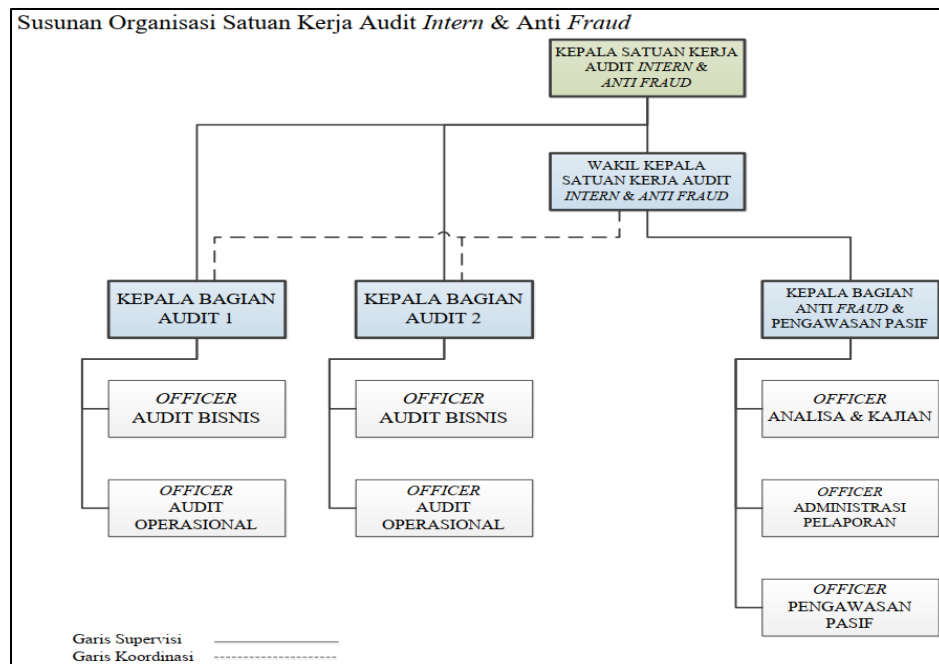 Susunan Organisasi Satuan Kerja Audit Intern & Anti Fraud
KEPALA SATUAN KERJA
AUDIT INTERN &
ANTI FRAUD
WAKIL KEPALA
SATUAN KERJA AUDIT
INTERN & ANTI FRAUD
KEPALA BAGIAN
AUDIT 1
KEPALA BAGIAN
AUDIT 2
KEPALA BAGIAN
ANTI FRAUD &
PENGAWASAN PASIF
OFFICER
AUDIT BISNIS
OFFICER
AUDIT BISNIS
OFFICER
ANALISA & KAJIAN
OFFICER
AUDIT
OPERASIONAL
OFFICER
AUDIT
OPERASIONAL
OFFICER
ADMINISTRASI
PELAPORAN
OFFICER
PENGAWASAN
PASIF
Garis Supervisi
Garis Koordinasi